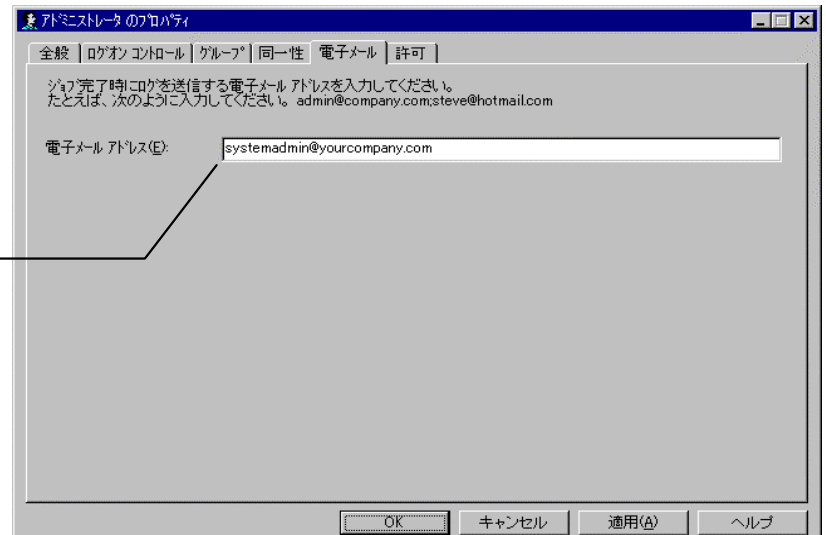 ｱﾄﾞﾐﾆｽﾄﾚｰﾀ のﾌﾟﾛﾊﾟﾃｨ
全般 ﾛｸﾞｵﾝ ｺﾝﾄﾛｰﾙ ｸﾞﾙｰﾌﾟ 同一性 電子ﾒｰﾙ 許可
ｼﾞｮﾌﾞ完了時にﾛｸﾞを送信する電子ﾒｰﾙ ｱﾄﾞﾚｽを入力してください。
たとえば、次のように入力してください。 admin@company.com;steve@hotmail.com
電子ﾒｰﾙ ｱﾄﾞﾚｽ(E): systemadmin@yourcompany.com
OK キャンセル 適用(A) ヘルプ